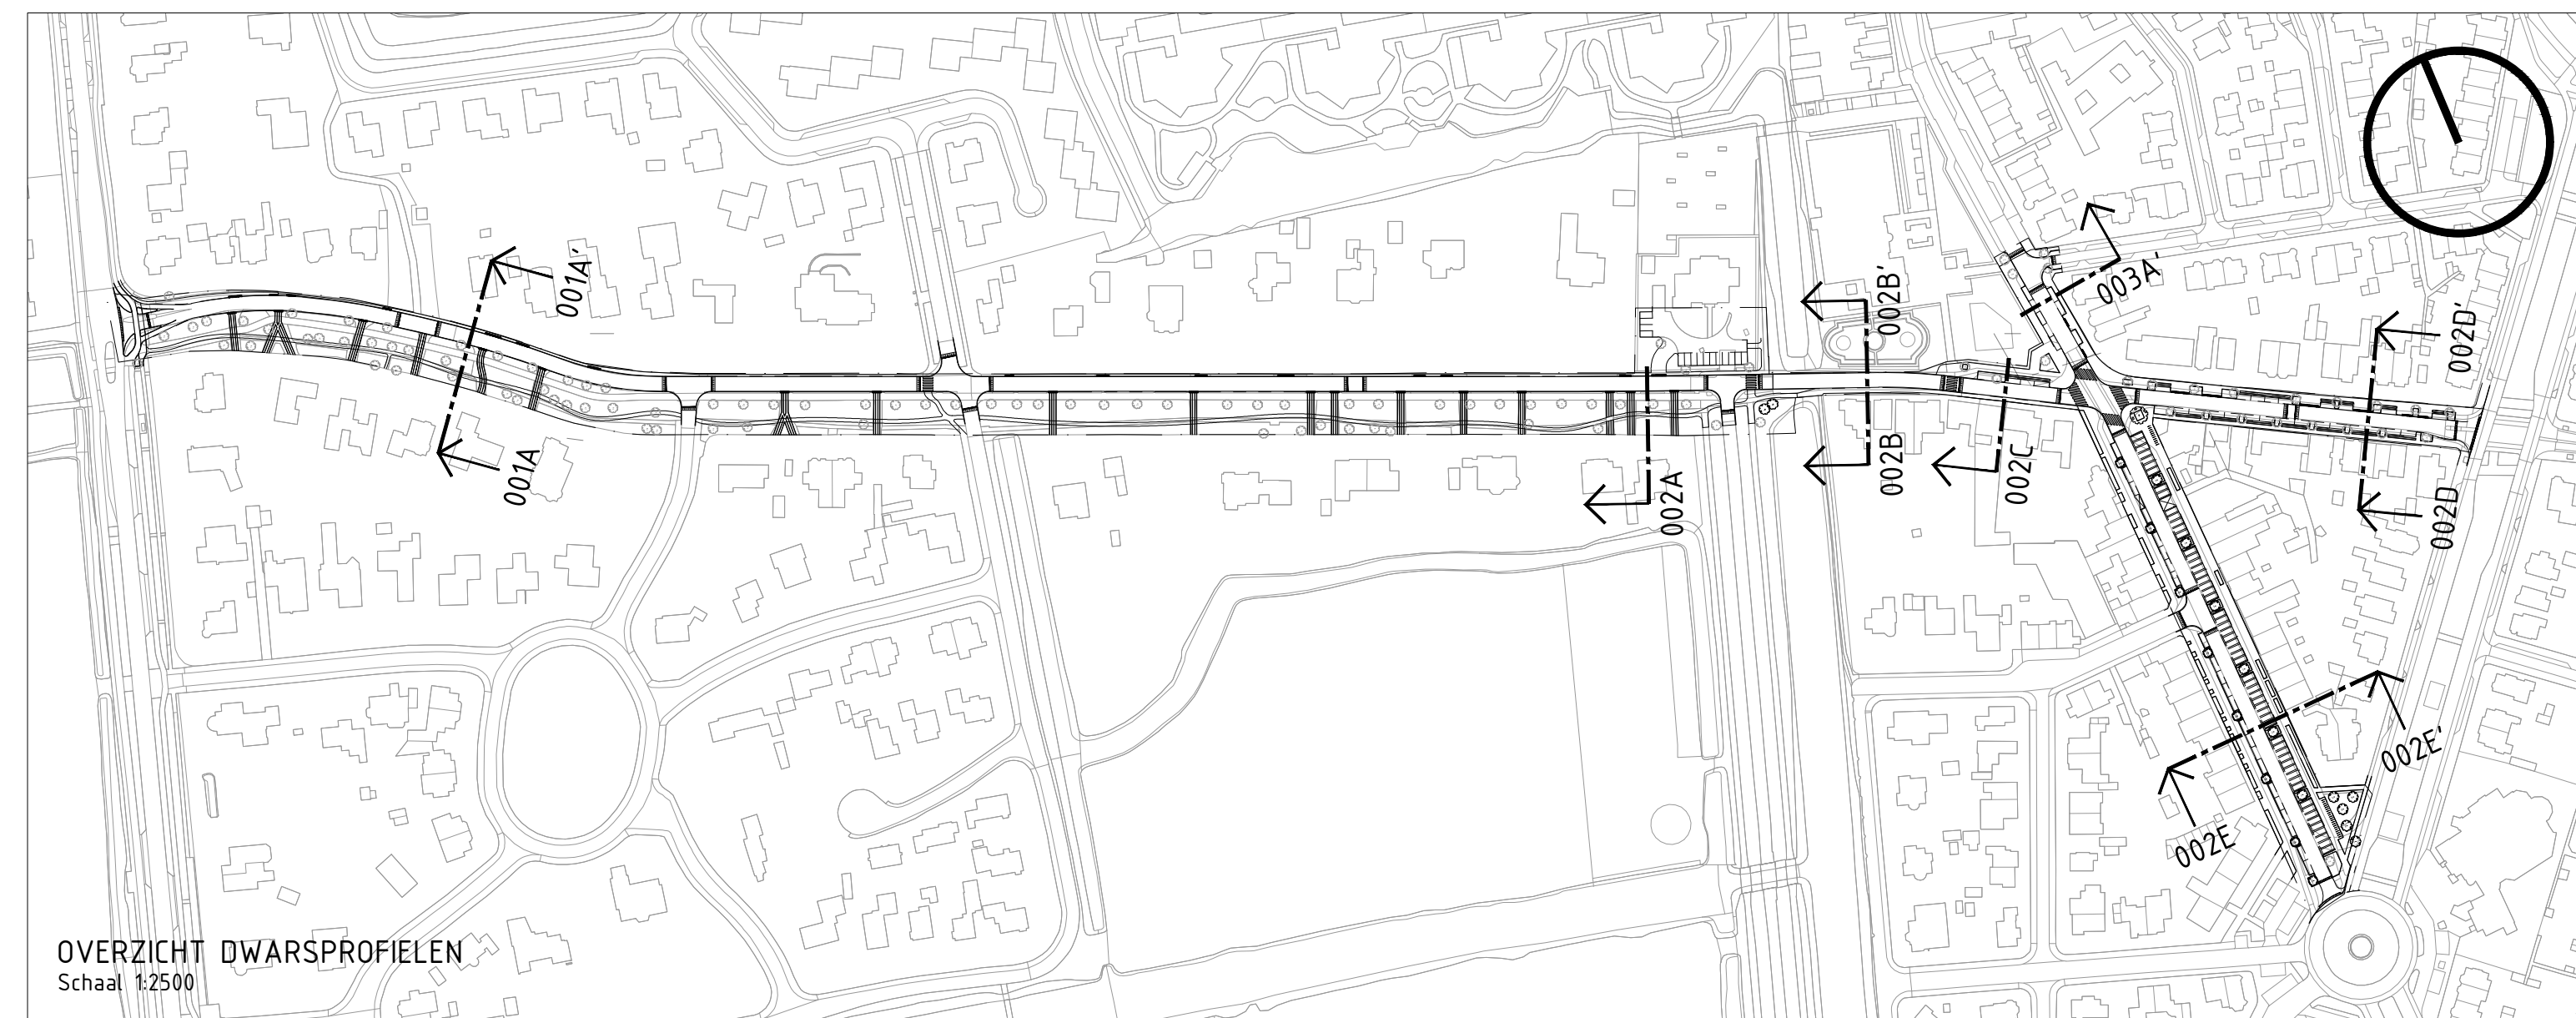 001A'
002B'
003A'
002D'
001A
002A
002B
002C
002D
002E'
002E
OVERZICHT DWARSPROFIELEN
Schaal 1:2500